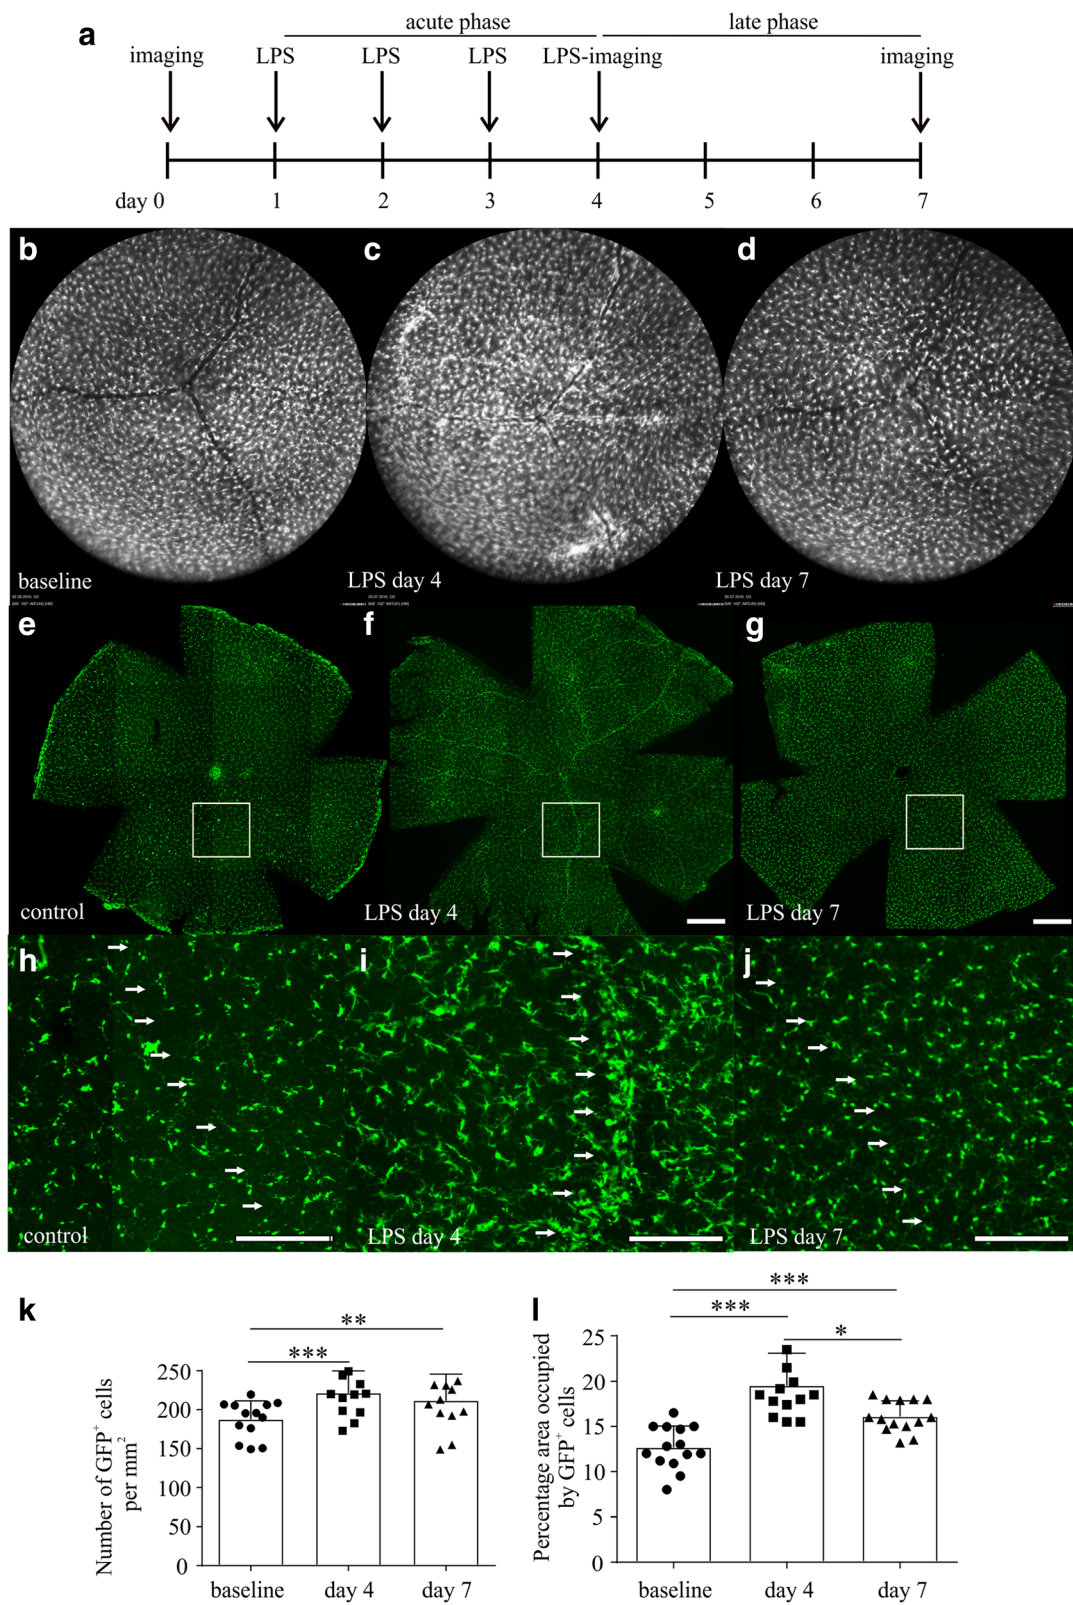 a
acute phase
late phase
imaging
LPS
LPS
LPS
LPS-imaging
imaging
day 0
1
2
3
4
5
6
7
b
c
d
baseline
LPS day 4
LPS day 7
e
f
g
control
LPS day 4
LPS day 7
h
i
j
control
LPS day 4
LPS day 7
k
Number of GFP+ cells
per mm2
250
200
150
100
50
0
***
**
baseline
day 4
day 7
l
Percentage area occupied
by GFP+ cells
25
20
15
10
5
0
***
***
*
baseline
day 4
day 7